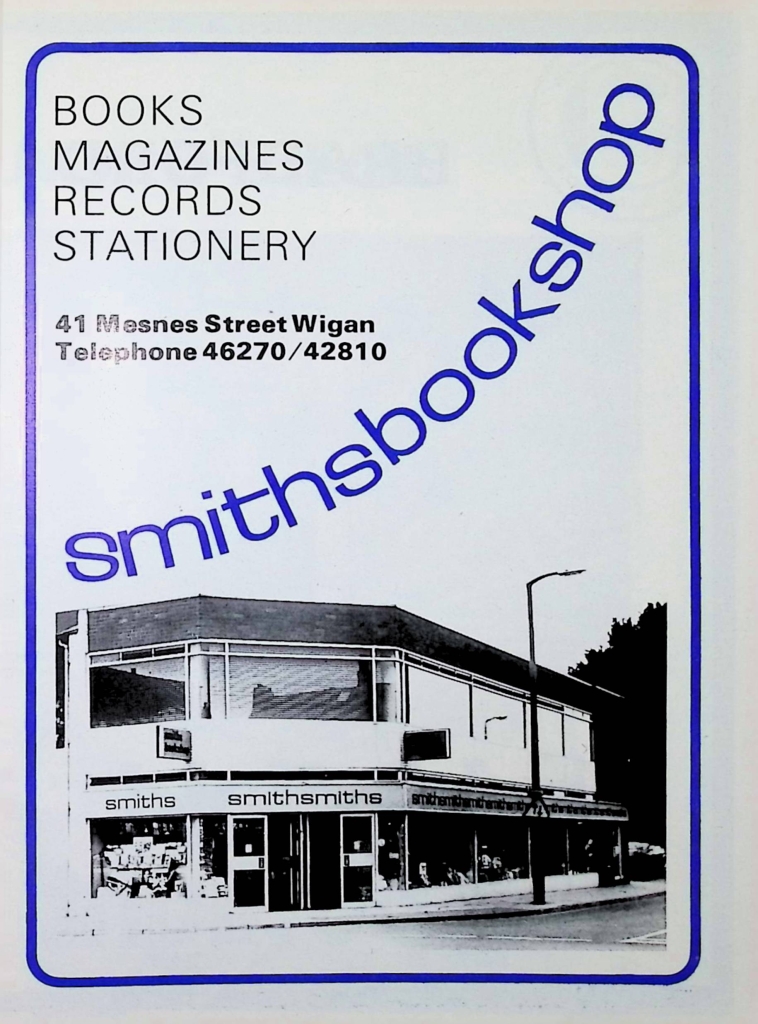 BOOKS
MAGAZINES
RECORDS
STATIONERY
41 Mesnes Street Wigan
Telephone 46270/42810
smithsbookshop
smiths
smithsmiths